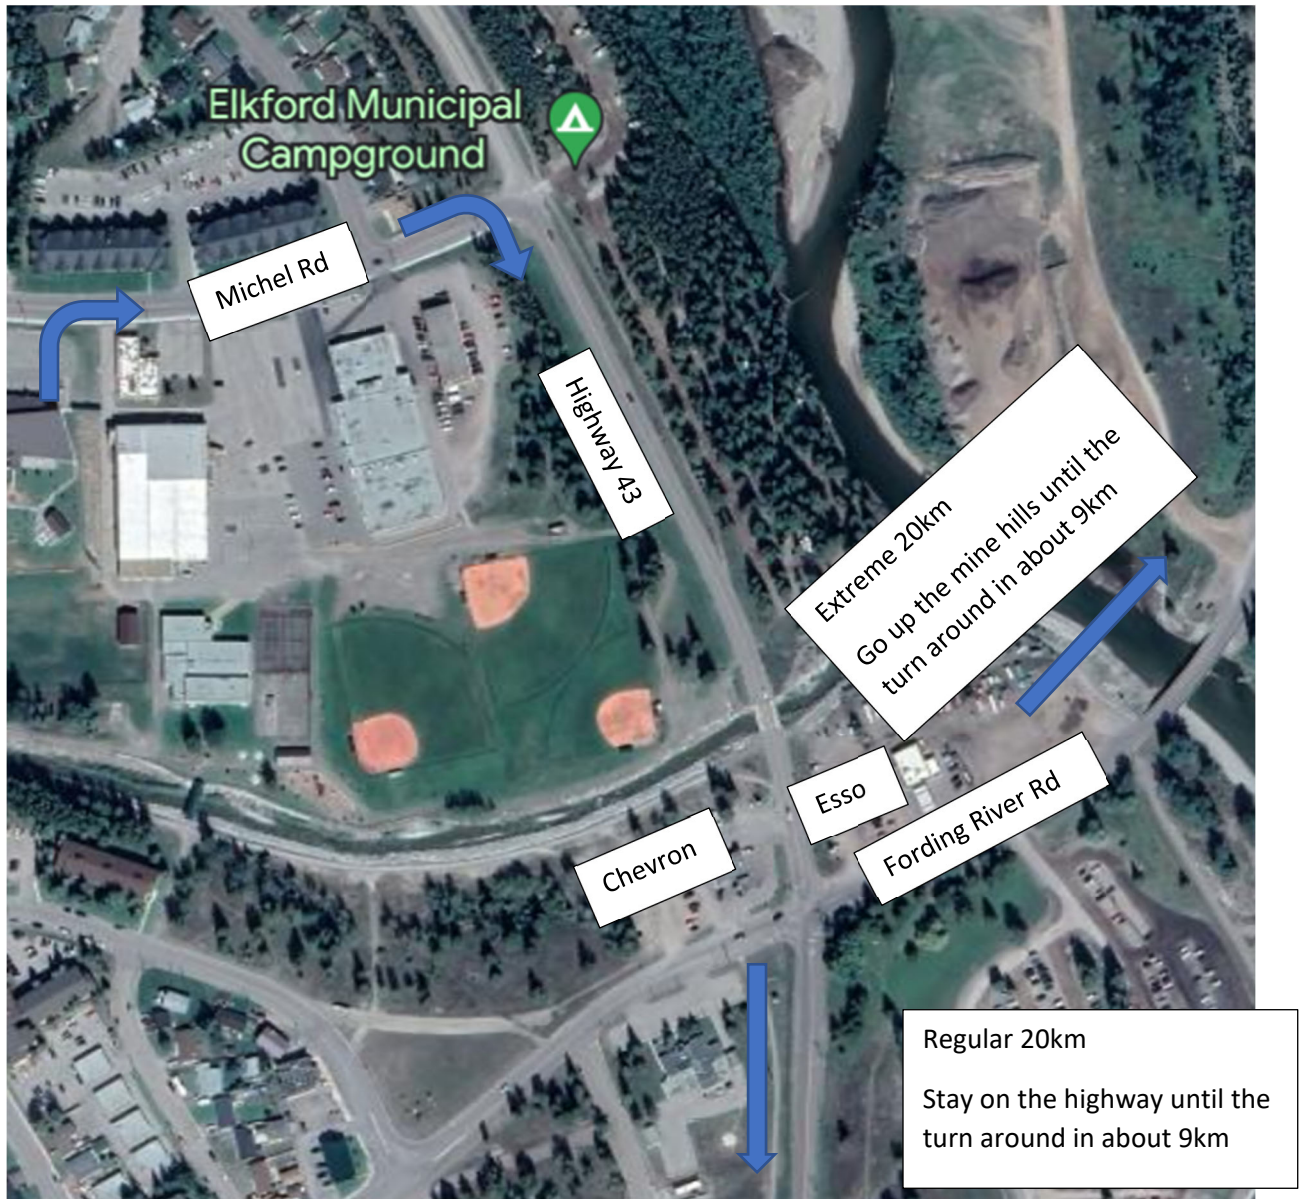 Elkford Municipal
Campground
Michel Rd
Highway 43
Extreme 20km
Go up the mine hills until the
turn around in about 9km
Esso
Chevron
Fording River Rd
Regular 20km
Stay on the highway until the
turn around in about 9km